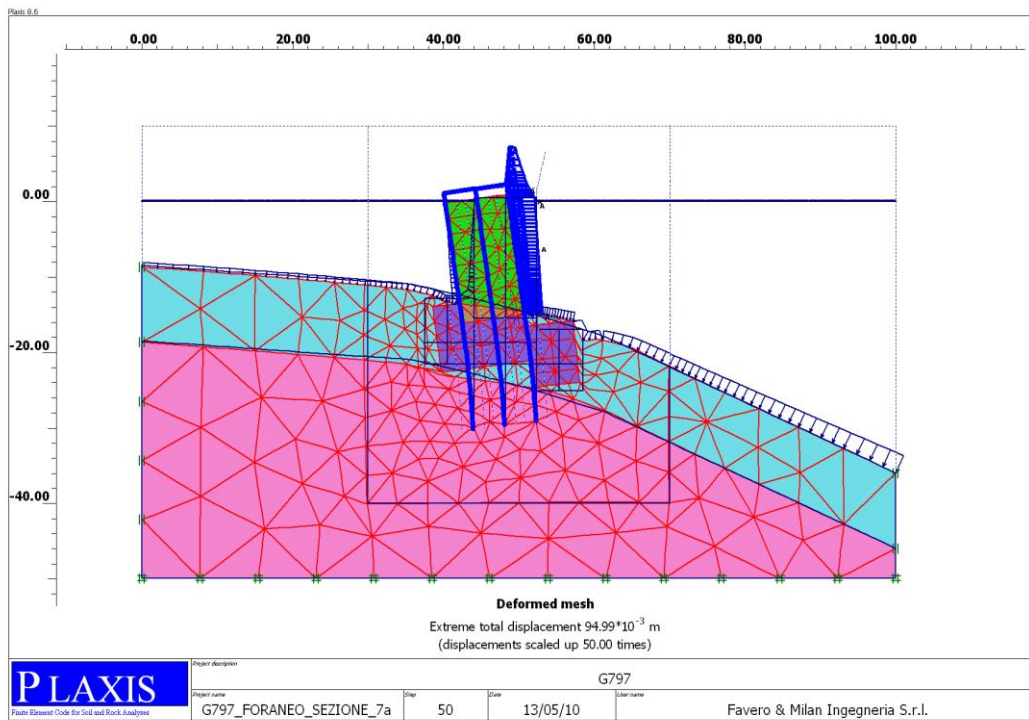 Plaxis 8.6
0.00 20.00 40.00 60.00 80.00 100.00
0.00
A
A
-20.00
-40.00
Deformed mesh
Extreme total displacement 94.99*10-3 m
(displacements scaled up 50.00 times)
PLAXIS
Finite Element Code for Soil and Rock Analyses
Project description
G797
Project name
G797_FORANEO_SEZIONE_7a
Step
50
Date
13/05/10
User name
Favero & Milan Ingegneria S.r.l.